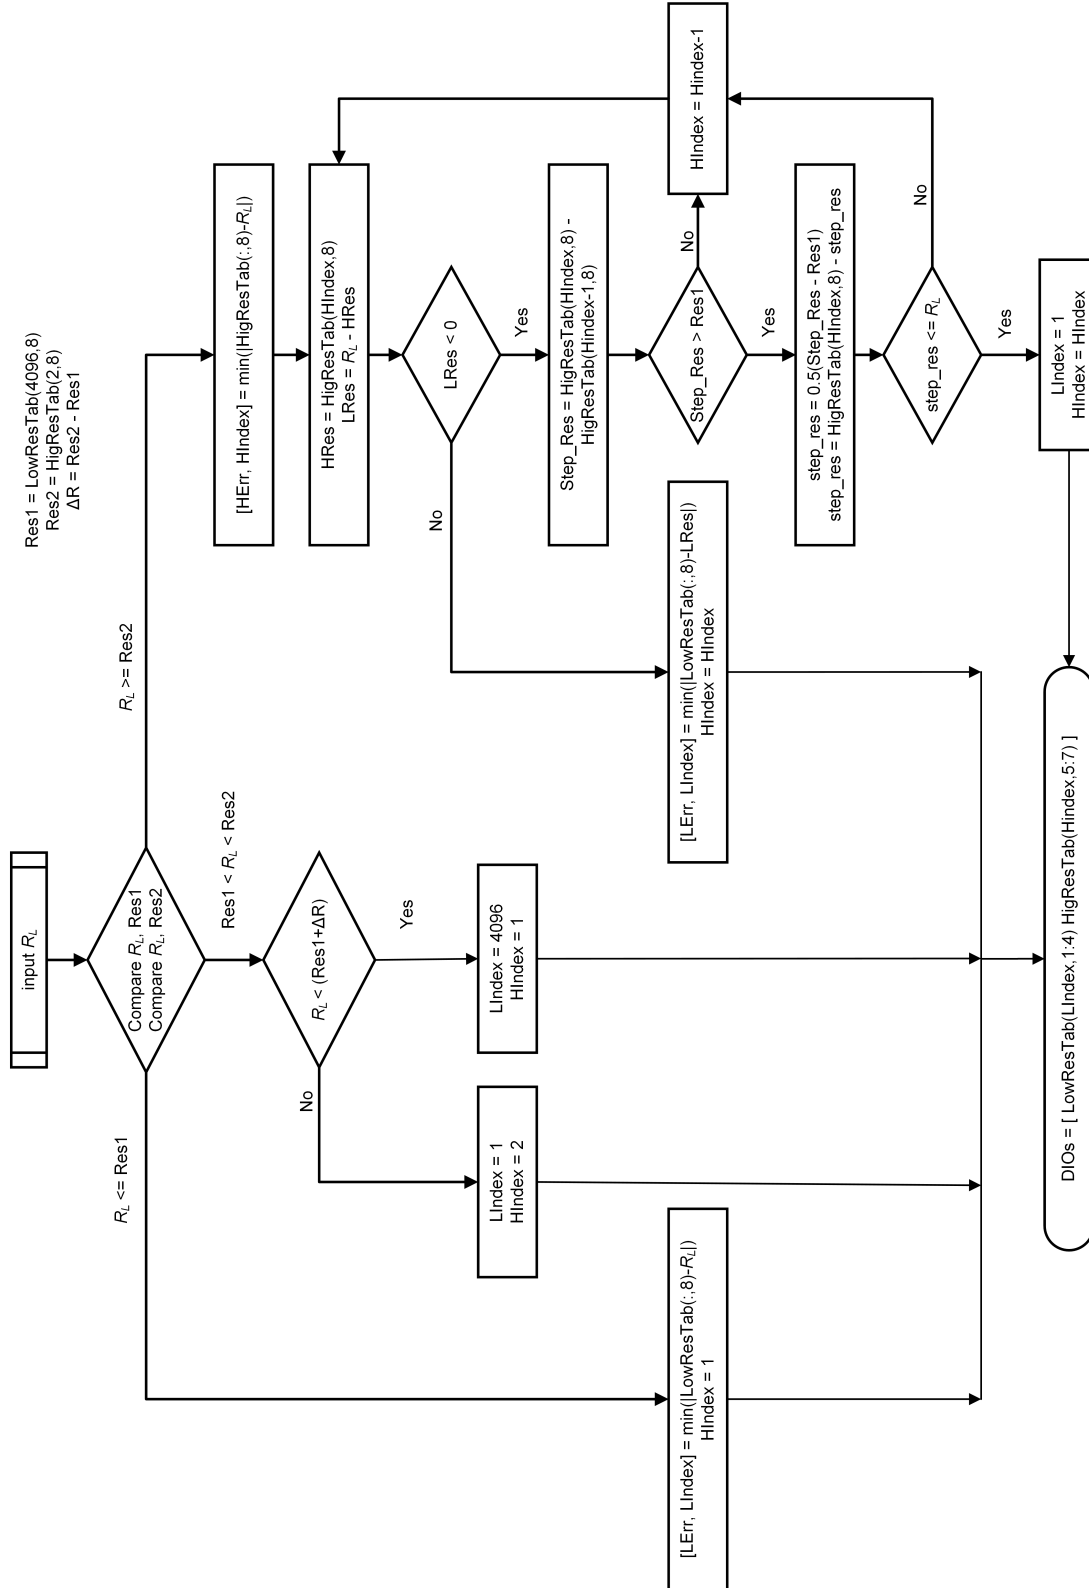 Res1 = LowResTab(4096,8)
Res2 = HigResTab(2,8)
ΔR = Res2 - Res1
input R_L
Compare R_L, Res1
Compare R_L, Res2
R_L <= Res1
Res1 < R_L < Res2
R_L >= Res2
R_L < (Res1+ΔR)
No
Yes
LIndex = 1
HIndex = 2
LIndex = 4096
HIndex = 1
[LErr, LIndex] = min(|LowResTab(:,8)-R_L|)
HIndex = 1
[HErr, HIndex] = min(|HigResTab(:,8)-R_L|]
HRes = HigResTab(HIndex,8)
LRes = R_L - HRes
LRes < 0
No
Yes
[LErr, LIndex] = min(|LowResTab(:,8)-LRes|)
HIndex = HIndex
Step_Res = HigResTab(HIndex,8) -
HigResTab(Hindex-1,8)
Step_Res > Res1
No
Yes
HIndex = Hindex-1
step_res = 0.5(Step_Res - Res1)
step_res = HigResTab(HIndex,8) - step_res
step_res <= R_L
No
Yes
LIndex = 1
HIndex = HIndex
DIOs = [ LowResTab(LIndex,1:4) HigResTab(Hindex,5:7) ]